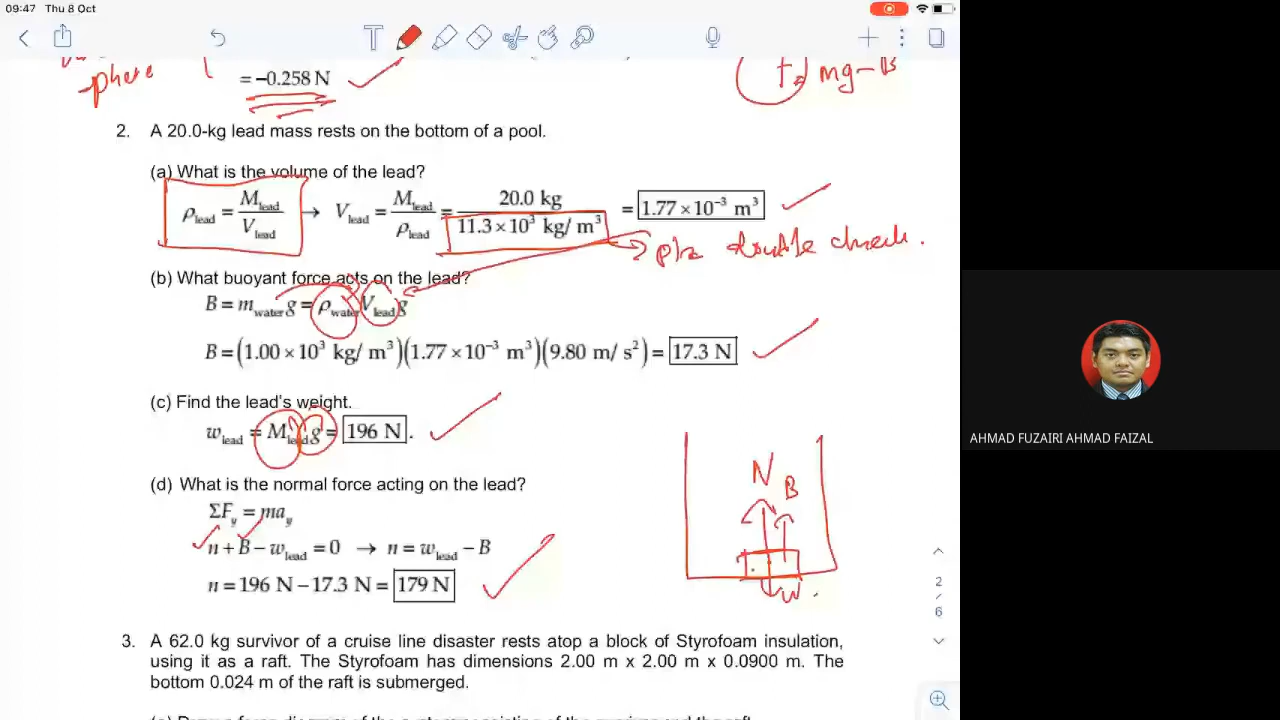 09:47 Thu 8 Oct
sphere
= −0.258 N
mg-B
2. A 20.0-kg lead mass rests on the bottom of a pool.
(a) What is the volume of the lead?
ρlead = Mlead / Vlead → Vlead = Mlead / ρlead = 20.0 kg / 11.3 × 10³ kg/ m³ = 1.77 × 10⁻³ m³
plz double check.
(b) What buoyant force acts on the lead?
B = mwater g = ρwater Vlead g
B = (1.00 × 10³ kg/ m³)(1.77 × 10⁻³ m³)(9.80 m/ s²) = 17.3 N
(c) Find the lead's weight.
wlead = Mlead g = 196 N.
(d) What is the normal force acting on the lead?
ΣFy = may
n + B − wlead = 0 → n = wlead − B
n = 196 N − 17.3 N = 179 N
N
B
W
2
/
6
3. A 62.0 kg survivor of a cruise line disaster rests atop a block of Styrofoam insulation,
using it as a raft. The Styrofoam has dimensions 2.00 m x 2.00 m x 0.0900 m. The
bottom 0.024 m of the raft is submerged.
AHMAD FUZAIRI AHMAD FAIZAL